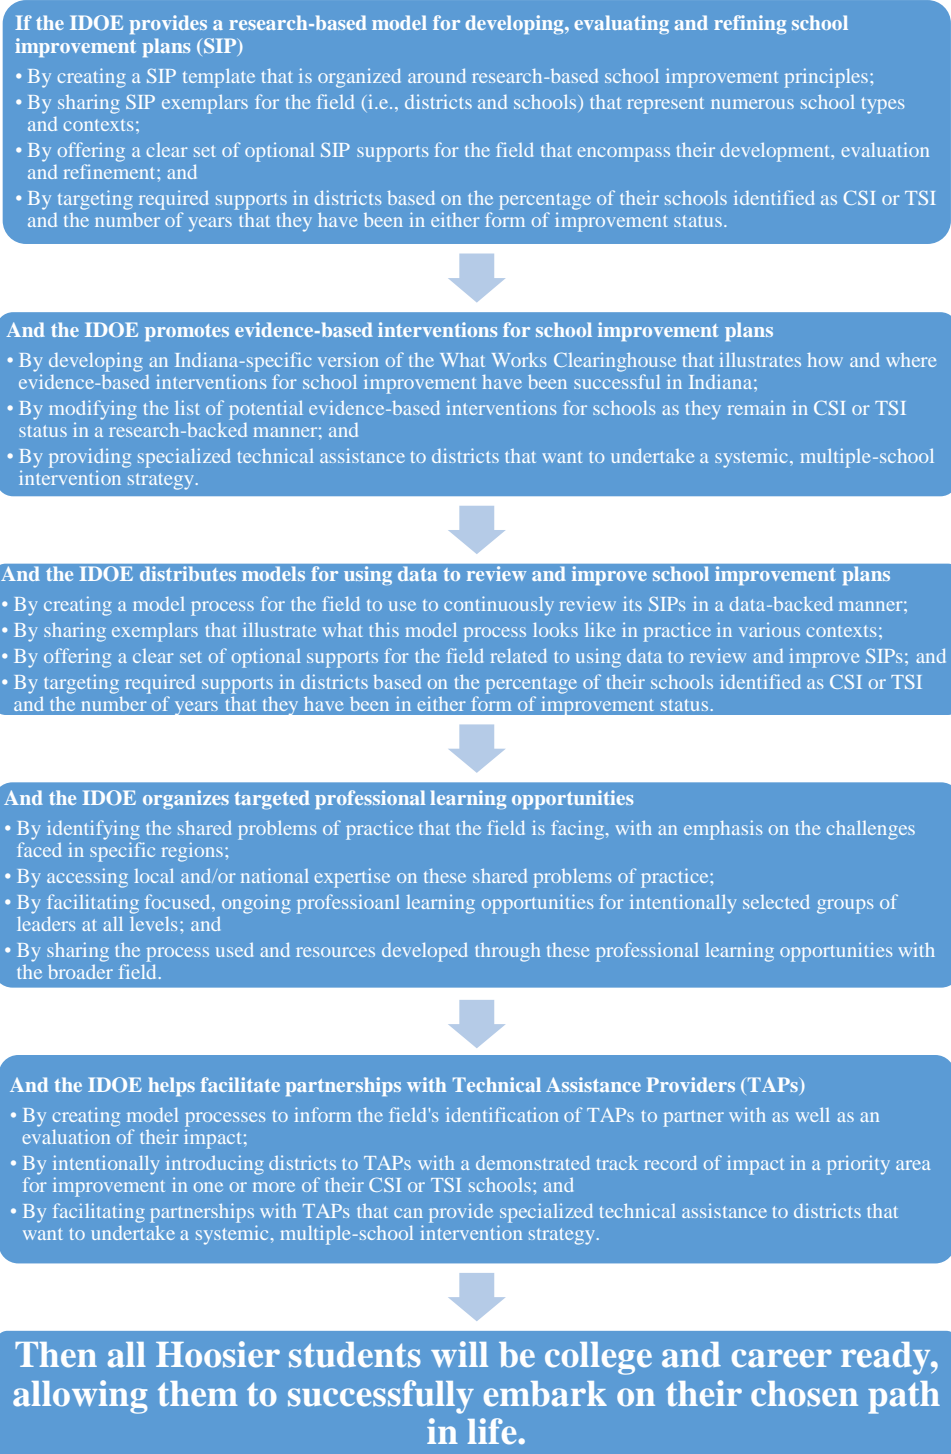 If the IDOE provides a research-based model for developing, evaluating and refining school
improvement plans (SIP)
• By creating a SIP template that is organized around research-based school improvement principles;
• By sharing SIP exemplars for the field (i.e., districts and schools) that represent numerous school types
and contexts;
• By offering a clear set of optional SIP supports for the field that encompass their development, evaluation
and refinement; and
• By targeting required supports in districts based on the percentage of their schools identified as CSI or TSI
and the number of years that they have been in either form of improvement status.
And the IDOE promotes evidence-based interventions for school improvement plans
• By developing an Indiana-specific version of the What Works Clearinghouse that illustrates how and where
evidence-based interventions for school improvement have been successful in Indiana;
• By modifying the list of potential evidence-based interventions for schools as they remain in CSI or TSI
status in a research-backed manner; and
• By providing specialized technical assistance to districts that want to undertake a systemic, multiple-school
intervention strategy.
And the IDOE distributes models for using data to review and improve school improvement plans
• By creating a model process for the field to use to continuously review its SIPs in a data-backed manner;
• By sharing exemplars that illustrate what this model process looks like in practice in various contexts;
• By offering a clear set of optional supports for the field related to using data to review and improve SIPs; and
• By targeting required supports in districts based on the percentage of their schools identified as CSI or TSI
and the number of years that they have been in either form of improvement status.
And the IDOE organizes targeted professional learning opportunities
• By identifying the shared problems of practice that the field is facing, with an emphasis on the challenges
faced in specific regions;
• By accessing local and/or national expertise on these shared problems of practice;
• By facilitating focused, ongoing professioanl learning opportunities for intentionally selected groups of
leaders at all levels; and
• By sharing the process used and resources developed through these professional learning opportunities with
the broader field.
And the IDOE helps facilitate partnerships with Technical Assistance Providers (TAPs)
• By creating model processes to inform the field's identification of TAPs to partner with as well as an
evaluation of their impact;
• By intentionally introducing districts to TAPs with a demonstrated track record of impact in a priority area
for improvement in one or more of their CSI or TSI schools; and
• By facilitating partnerships with TAPs that can provide specialized technical assistance to districts that
want to undertake a systemic, multiple-school intervention strategy.
Then all Hoosier students will be college and career ready,
allowing them to successfully embark on their chosen path
in life.